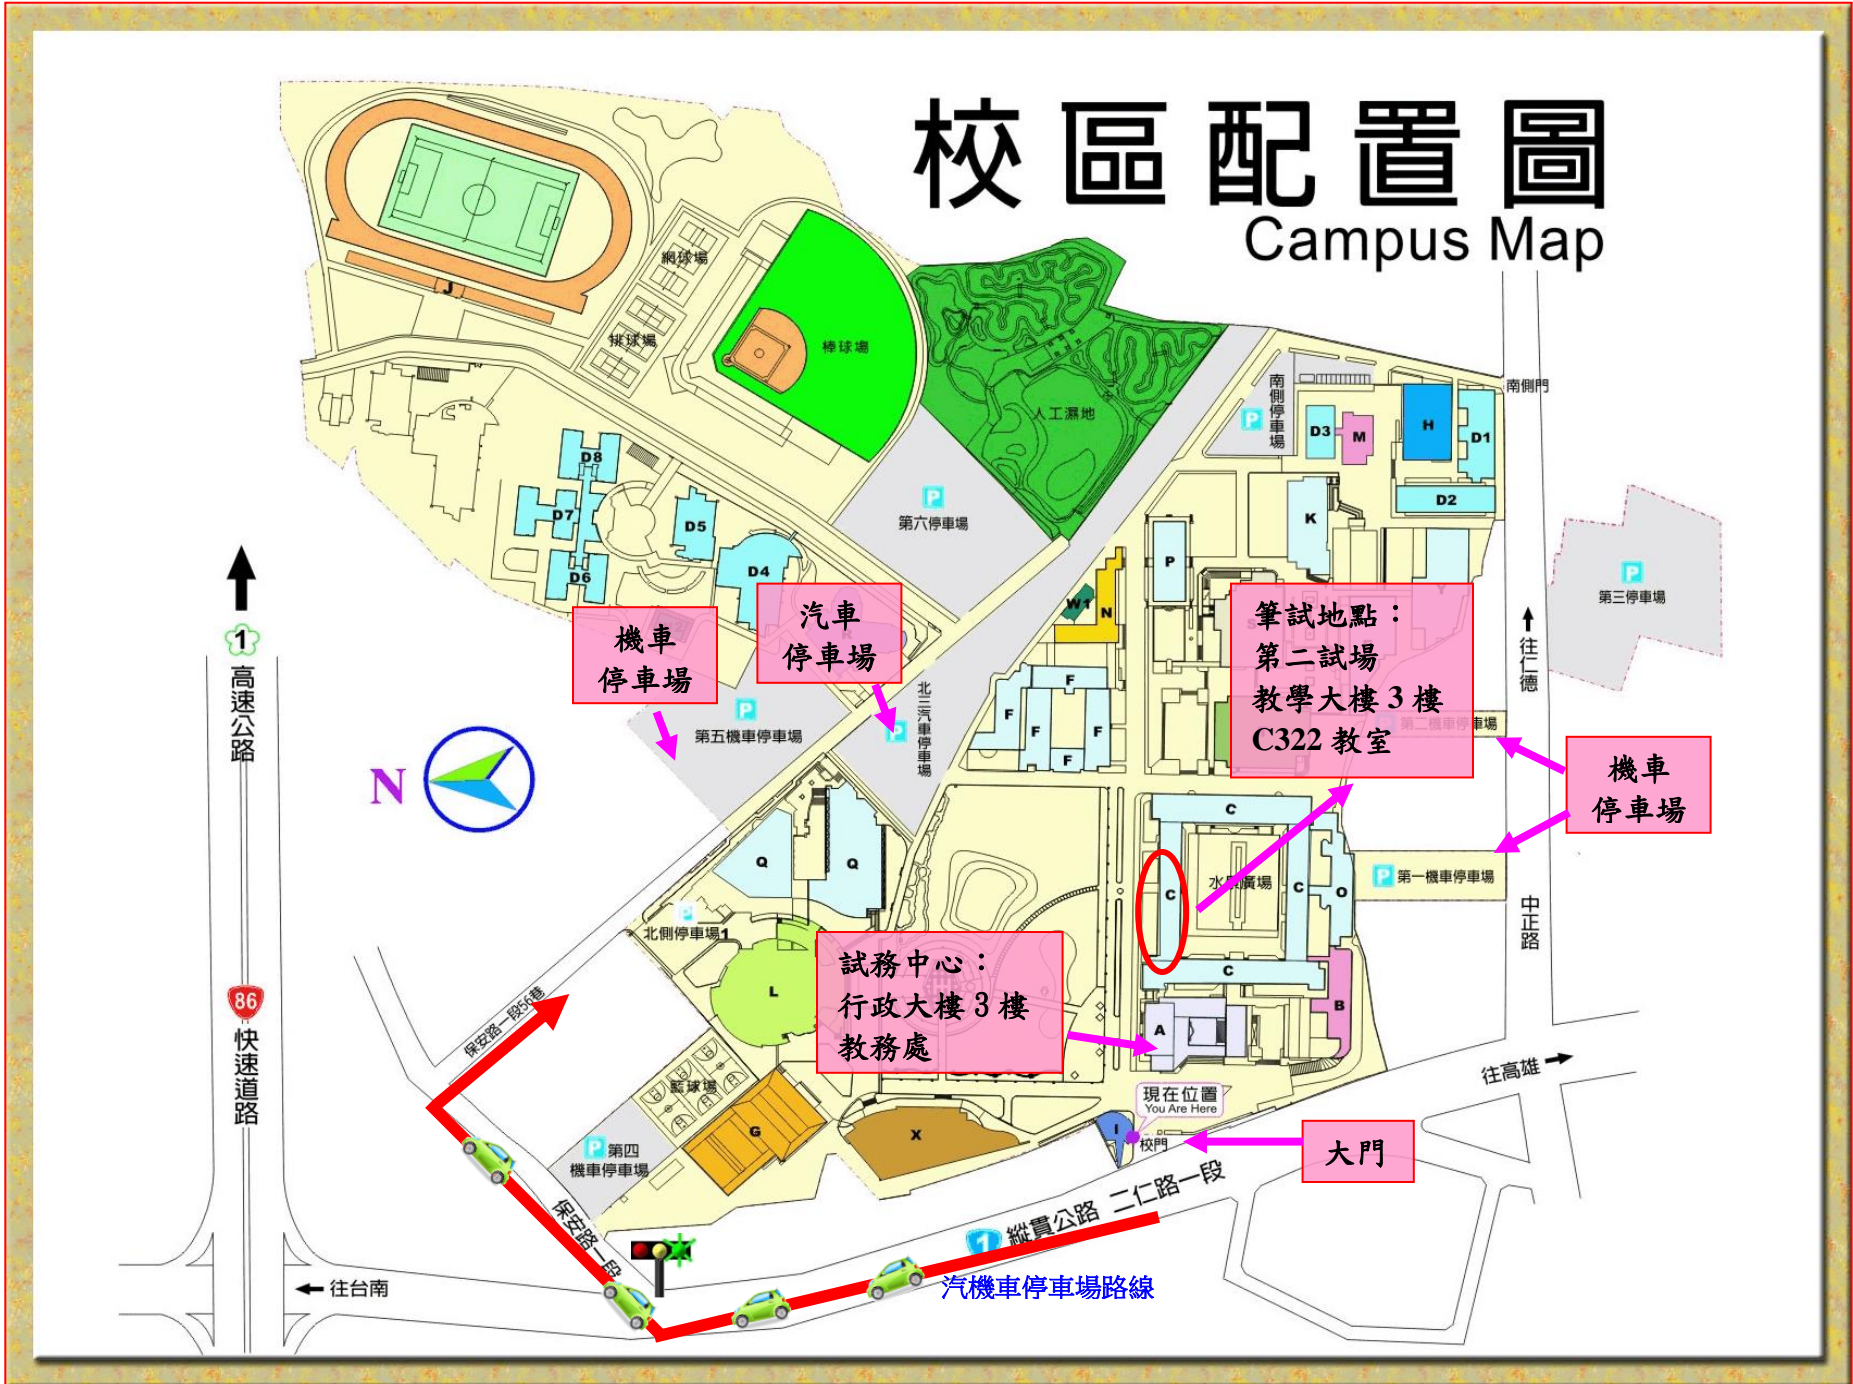 校區配置圖
Campus Map
網球場
排球場
棒球場
人工濕地
J
南側停車場
P
南側門
D3
M
H
D1
D2
K
P
D8
D7
D6
D5
D4
P
第六停車場
P
第三停車場
1
高速公路
機車
停車場
汽車
停車場
W1
N
筆試地點：
第二試場
教學大樓3樓
C322教室
往仁德
P
第五機車停車場
P
北三汽車停車場
F
F
F
F
F
第二機車停車場
機車
停車場
N
Q
Q
C
C
C
C
水景廣場
O
P
第一機車停車場
中正路
P
北側停車場1
L
試務中心：
行政大樓3樓
教務處
A
B
86
快速道路
保安路一段56巷
籃球場
G
X
P
第四
機車停車場
現在位置
You Are Here
I
校門
大門
往高雄
保安路一段
1
縱貫公路 二仁路一段
往台南
汽機車停車場路線